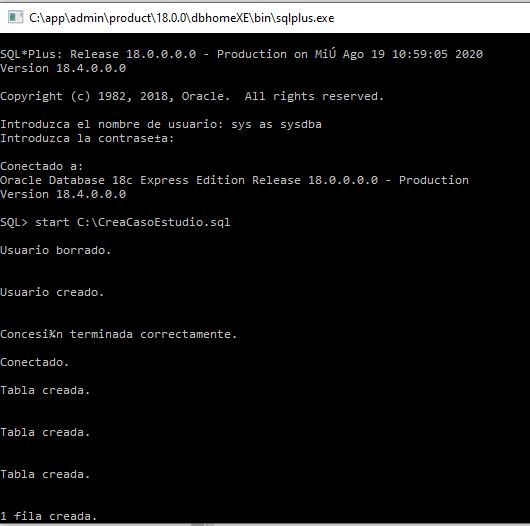 C:\app\admin\product\18.0.0\dbhomeXE\bin\sqlplus.exe
SQL*Plus: Release 18.0.0.0.0 - Production on MiÚ Ago 19 10:59:05 2020
Version 18.4.0.0.0
Copyright (c) 1982, 2018, Oracle.  All rights reserved.
Introduzca el nombre de usuario: sys as sysdba
Introduzca la contrase±a:
Conectado a:
Oracle Database 18c Express Edition Release 18.0.0.0.0 - Production
Version 18.4.0.0.0
SQL> start C:\CreaCasoEstudio.sql
Usuario borrado.
Usuario creado.
Concesi¾n terminada correctamente.
Conectado.
Tabla creada.
Tabla creada.
Tabla creada.
1 fila creada.